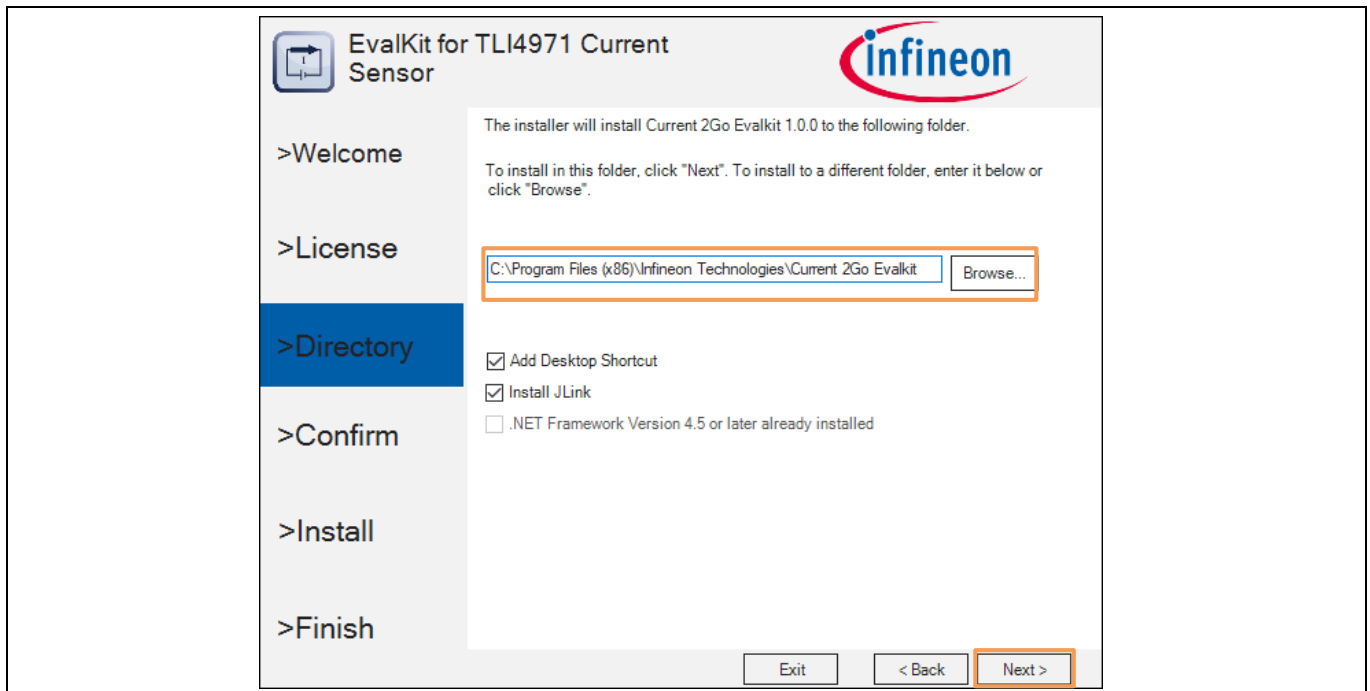 EvalKit for TLI4971 Current
Sensor
infineon
>Welcome
>License
>Directory
>Confirm
>Install
>Finish
The installer will install Current 2Go Evalkit 1.0.0 to the following folder.
To install in this folder, click "Next". To install to a different folder, enter it below or
click "Browse".
C:\Program Files (x86)\Infineon Technologies\Current 2Go Evalkit
Browse...
Add Desktop Shortcut
Install JLink
.NET Framework Version 4.5 or later already installed
Exit
< Back
Next >